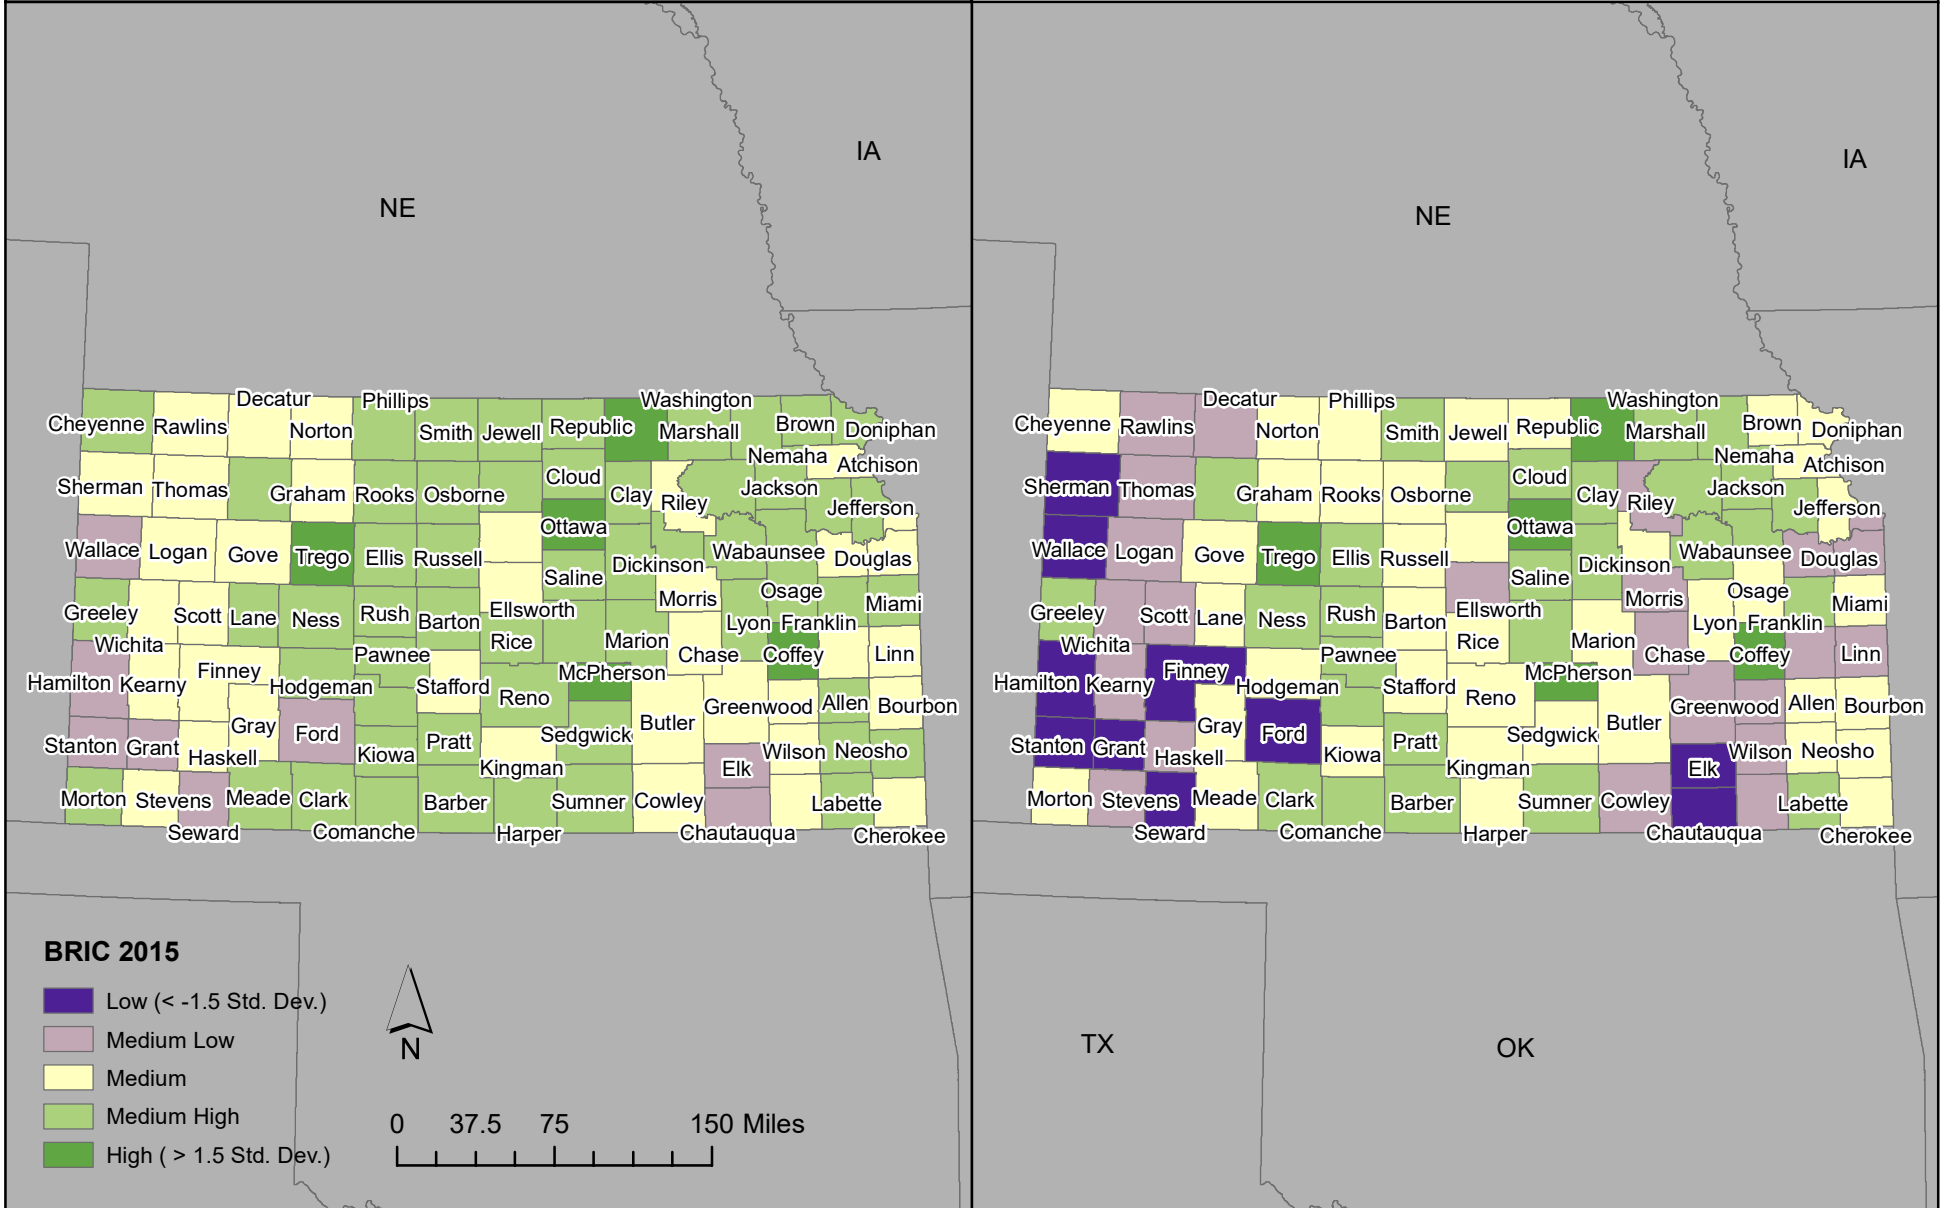 IA
NE
Decatur
Phillips
Washington
Cheyenne
Rawlins
Norton
Smith
Jewell
Republic
Marshall
Brown
Doniphan
Nemaha
Atchison
Sherman
Thomas
Graham
Rooks
Osborne
Cloud
Clay
Riley
Jackson
Jefferson
Ottawa
Wallace
Logan
Gove
Trego
Ellis
Russell
Dickinson
Wabaunsee
Douglas
Saline
Osage
Greeley
Scott
Lane
Ness
Rush
Barton
Ellsworth
Morris
Miami
Wichita
Rice
Marion
Lyon
Franklin
Pawnee
Chase
Coffey
Linn
Finney
McPherson
Hamilton
Kearny
Hodgeman
Stafford
Reno
Greenwood
Allen
Bourbon
Gray
Ford
Butler
Stanton
Grant
Haskell
Kiowa
Pratt
Sedgwick
Wilson
Neosho
Kingman
Elk
Morton
Stevens
Meade
Clark
Barber
Sumner
Cowley
Labette
Seward
Comanche
Harper
Chautauqua
Cherokee
BRIC 2015
Low (< -1.5 Std. Dev.)
Medium Low
Medium
Medium High
High ( > 1.5 Std. Dev.)
N
0 37.5 75 150 Miles
IA
NE
Decatur
Phillips
Washington
Cheyenne
Rawlins
Norton
Smith
Jewell
Republic
Marshall
Brown
Doniphan
Nemaha
Atchison
Sherman
Thomas
Graham
Rooks
Osborne
Cloud
Clay
Riley
Jackson
Jefferson
Ottawa
Wallace
Logan
Gove
Trego
Ellis
Russell
Dickinson
Wabaunsee
Douglas
Saline
Osage
Greeley
Scott
Lane
Ness
Rush
Barton
Ellsworth
Morris
Miami
Wichita
Rice
Marion
Lyon
Franklin
Pawnee
Chase
Coffey
Linn
Finney
McPherson
Hamilton
Kearny
Hodgeman
Stafford
Reno
Greenwood
Allen
Bourbon
Gray
Ford
Butler
Stanton
Grant
Haskell
Kiowa
Pratt
Sedgwick
Wilson
Neosho
Kingman
Elk
Morton
Stevens
Meade
Clark
Barber
Sumner
Cowley
Labette
Seward
Comanche
Harper
Chautauqua
Cherokee
TX
OK